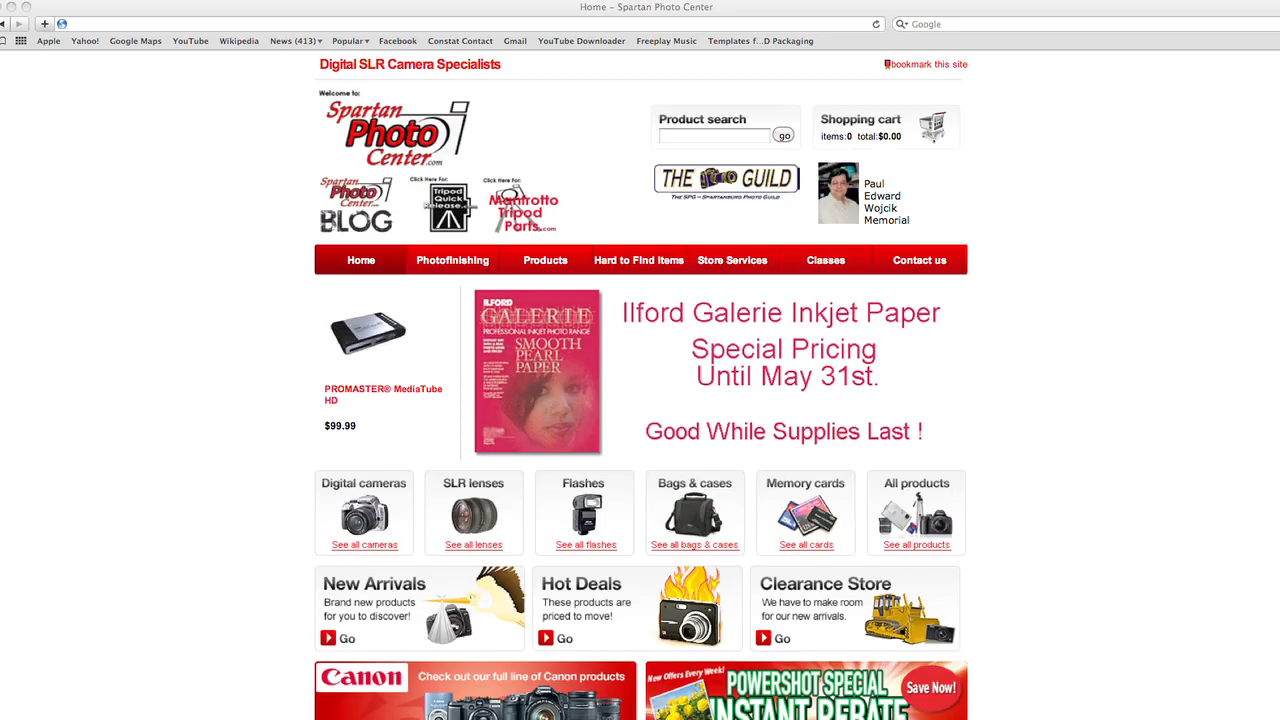 Home – Spartan Photo Center
Google
Apple Yahoo! Google Maps YouTube Wikipedia News (413)▾ Popular▾ Facebook Constat Contact Gmail YouTube Downloader Freeplay Music Templates f...D Packaging
Digital SLR Camera Specialists
bookmark this site
Welcome to:
Spartan
Photo
Center.com
Product search
go
Shopping cart
items:0 total:$0.00
Spartan
Photo
Center.com
BLOG
Click Here For:
Tripod
Quick
Release.com
Click Here For:
Manfrotto
Tripod
Parts.com
THE GUILD
The SPG – Spartanburg Photo Guild
Paul
Edward
Wojcik
Memorial
Home Photofinishing Products Hard to Find Items Store Services Classes Contact us
PROMASTER® MediaTube
HD
$99.99
ILFORD
GALERIE
PROFESSIONAL INKJET PHOTO RANGE
SMOOTH
PEARL
PAPER
Ilford Galerie Inkjet Paper
Special Pricing
Until May 31st.
Good While Supplies Last !
Digital cameras
See all cameras
SLR lenses
See all lenses
Flashes
See all flashes
Bags & cases
See all bags & cases
Memory cards
See all cards
All products
See all products
New Arrivals
Brand new products
for you to discover!
Go
Hot Deals
These products are
priced to move!
Go
Clearance Store
We have to make room
for our new arrivals.
Go
Canon
Check out our full line of Canon products
New Offers Every Week!
POWERSHOT SPECIAL
INSTANT REBATE
Save Now!